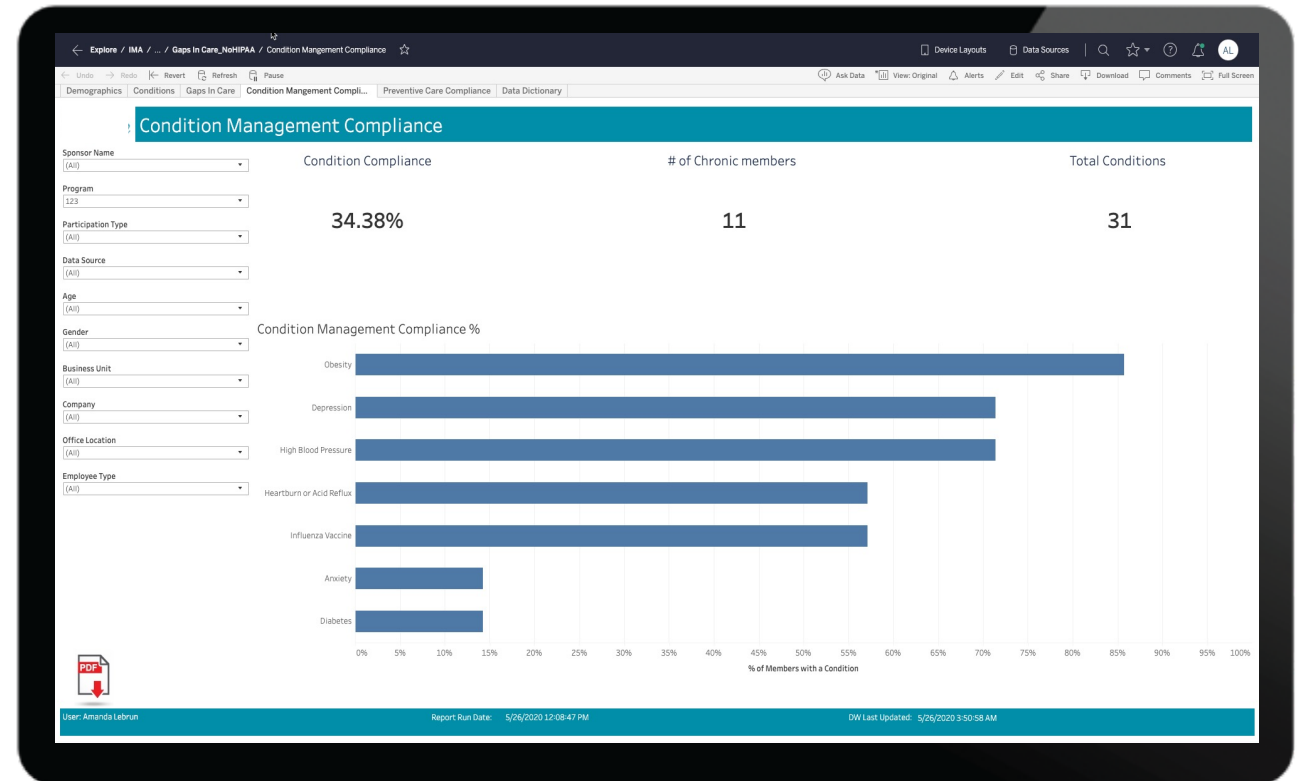 Explore / IMA / ... / Gaps In Care_NoHIPAA / Condition Mangement Compliance
Device Layouts
Data Sources
AL
Undo
Redo
Revert
Refresh
Pause
Ask Data
View: Original
Alerts
Edit
Share
Download
Comments
Full Screen
Demographics
Conditions
Gaps In Care
Condition Mangement Compli...
Preventive Care Compliance
Data Dictionary
Condition Management Compliance
Sponsor Name
(All)
Program
123
Participation Type
(All)
Data Source
(All)
Age
(All)
Gender
(All)
Business Unit
(All)
Company
(All)
Office Location
(All)
Employee Type
(All)
Condition Compliance
34.38%
# of Chronic members
11
Total Conditions
31
Condition Management Compliance %
Obesity
Depression
High Blood Pressure
Heartburn or Acid Reflux
Influenza Vaccine
Anxiety
Diabetes
0% 5% 10% 15% 20% 25% 30% 35% 40% 45% 50% 55% 60% 65% 70% 75% 80% 85% 90% 95% 100%
% of Members with a Condition
PDF
User: Amanda Lebrun
Report Run Date: 5/26/2020 12:08:47 PM
DW Last Updated: 5/26/2020 3:50:58 AM